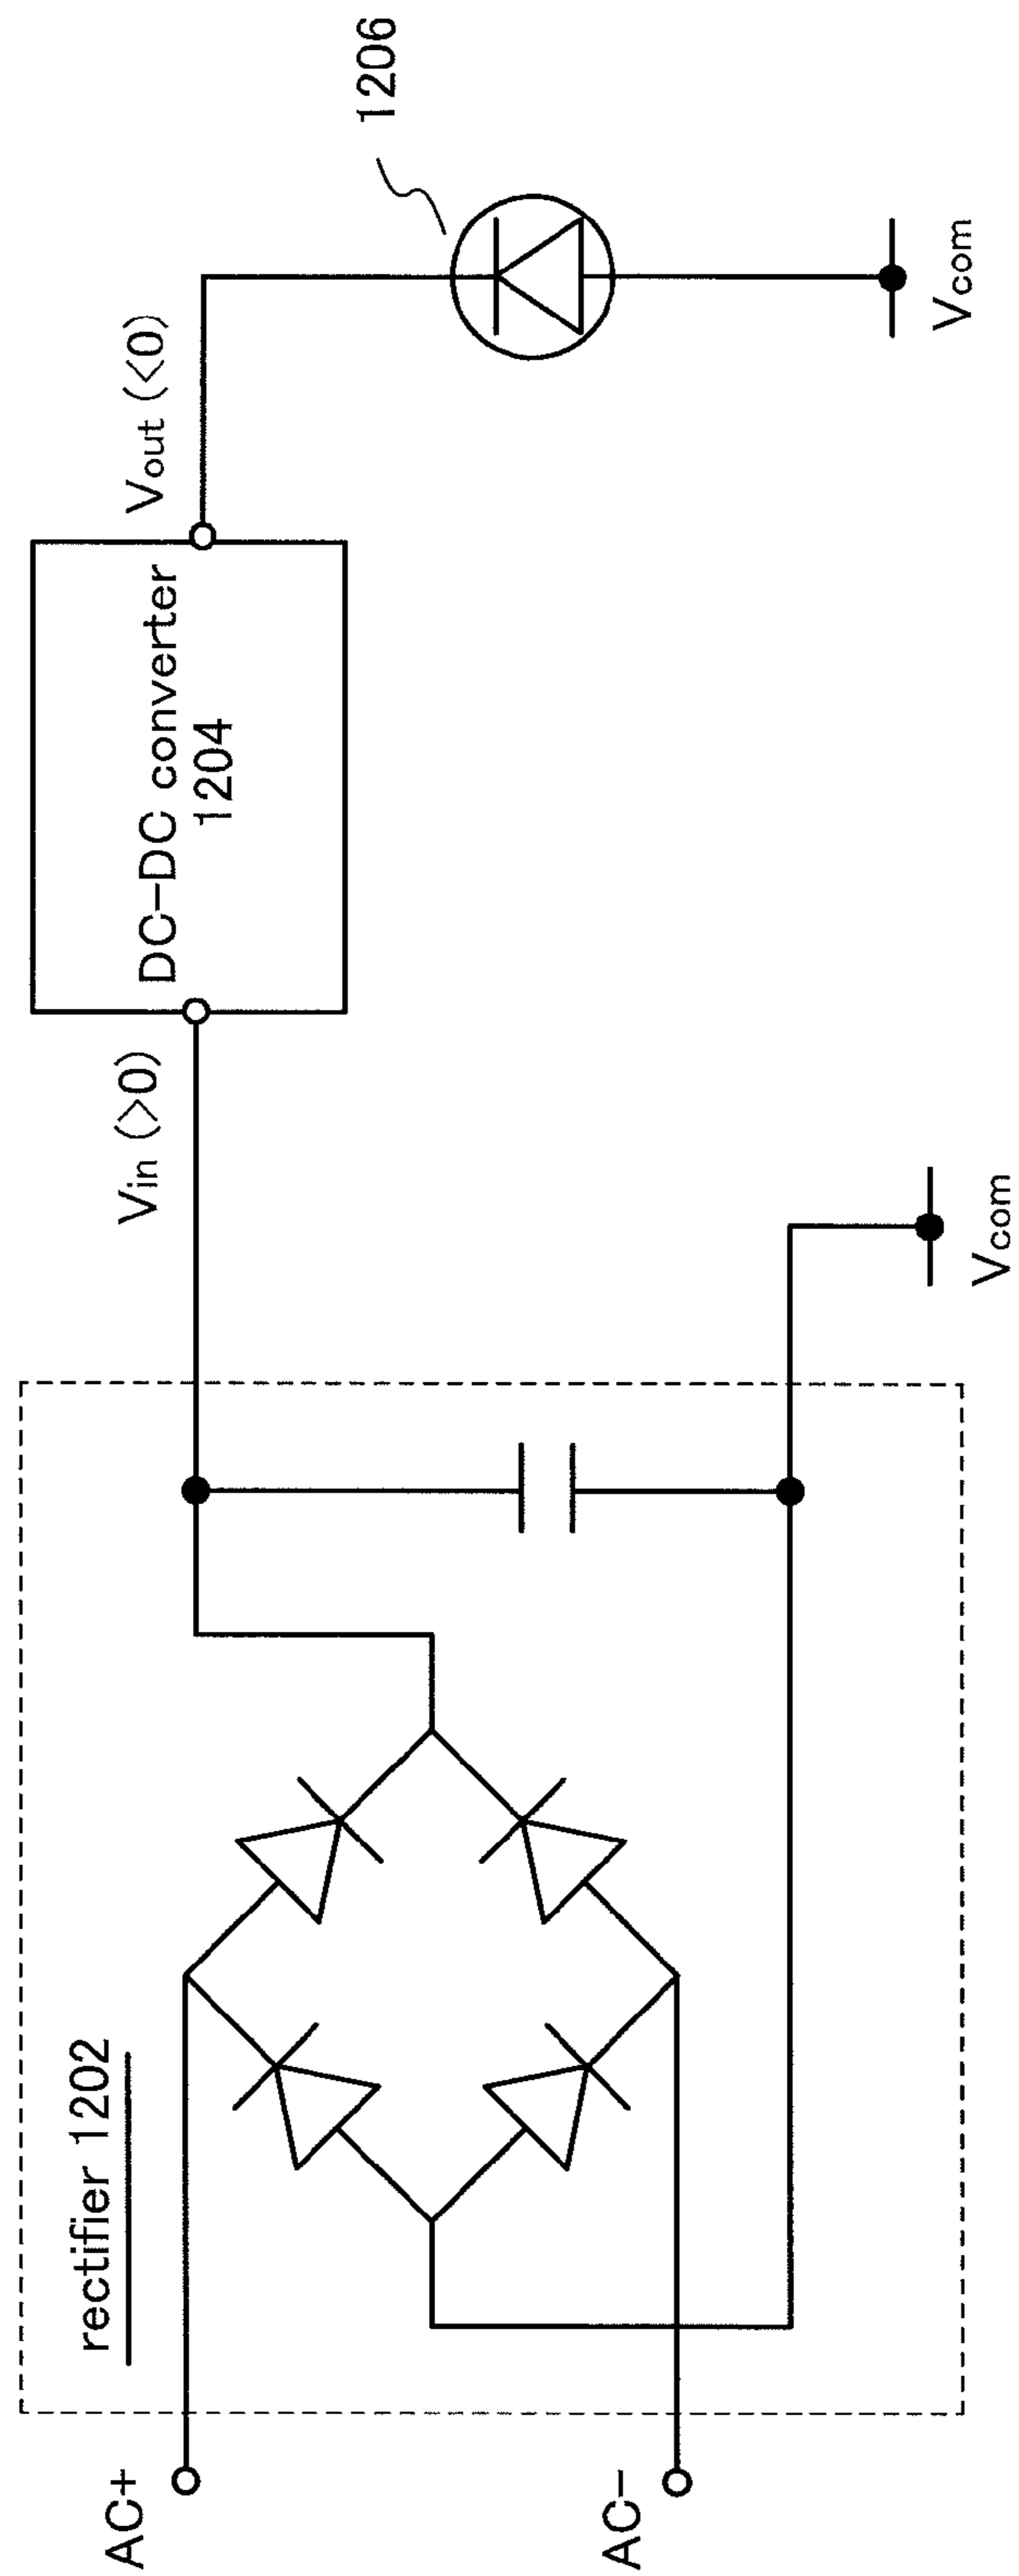 rectifier 1202
AC+
AC-
Vin (>0)
DC-DC converter
1204
Vout (<0)
1206
Vcom
Vcom